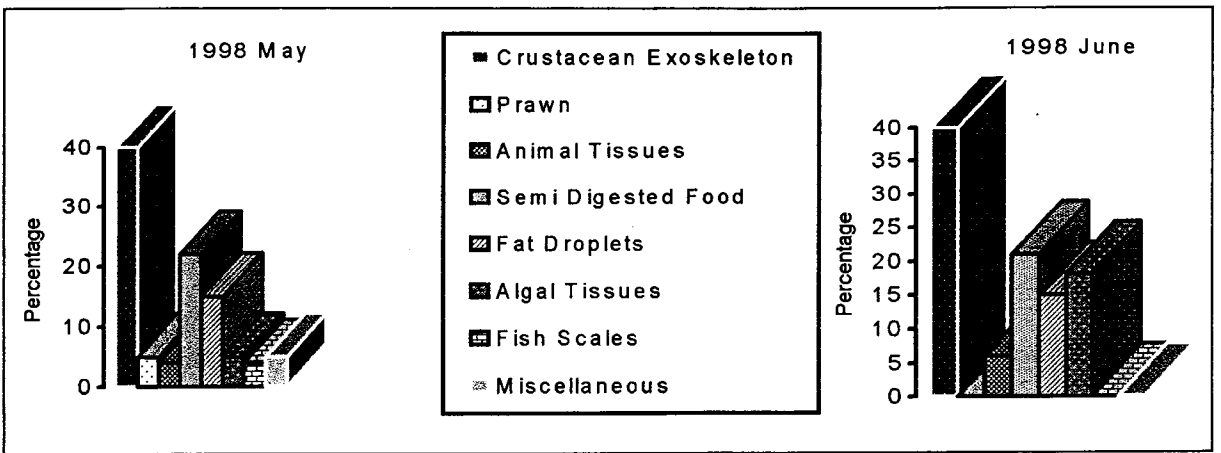 1998 May
Percentage
40
30
20
10
0
Crustacean Exoskeleton
Prawn
Animal Tissues
Semi Digested Food
Fat Droplets
Algal Tissues
Fish Scales
Miscellaneous
1998 June
Percentage
40
35
30
25
20
15
10
5
0